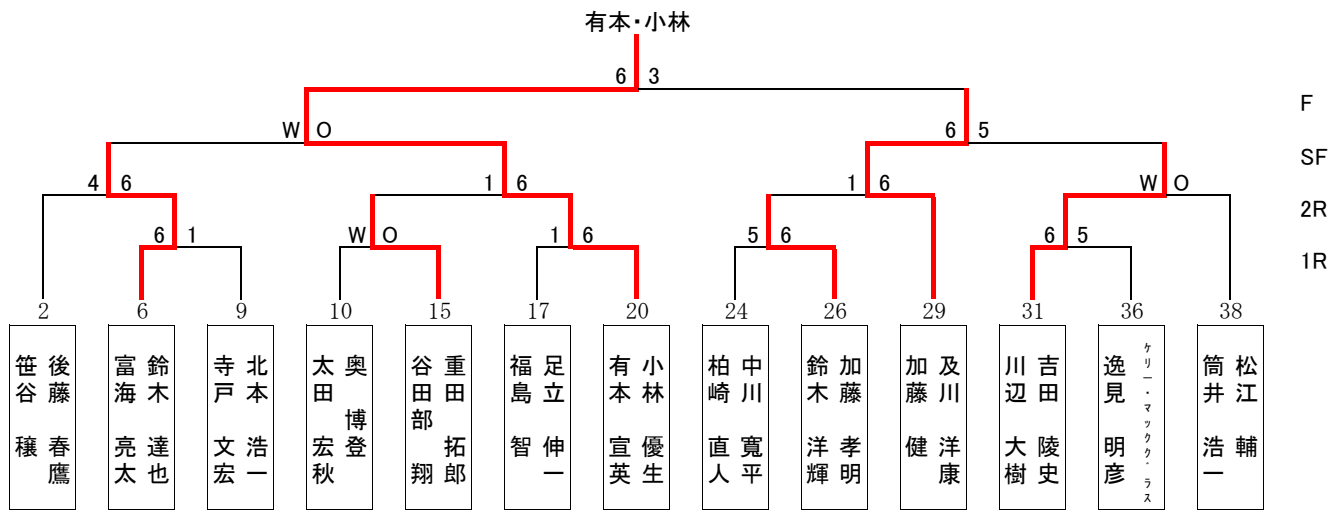 有本・小林
6 3
F
W O
6 5
SF
4 6
1 6
1 6
W O
2R
6 1
W O
1 6
5 6
6 5
1R
2
6
9
10
15
17
20
24
26
29
31
36
38
後藤 春鷹
笹谷 穣
鈴木 達也
富海 亮太
北本 浩一
寺戸 文宏
奥 博登
太田 宏秋
重田 拓郎
谷田部 翔
足立 伸一
福島 智
小林 優生
有本 宣英
中川 寛平
柏崎 直人
加藤 孝明
鈴木 洋輝
及川 洋康
加藤 健
吉田 陵史
川辺 大樹
ケリー・マックグラス
逸見 明彦
松江 輔
筒井 浩一